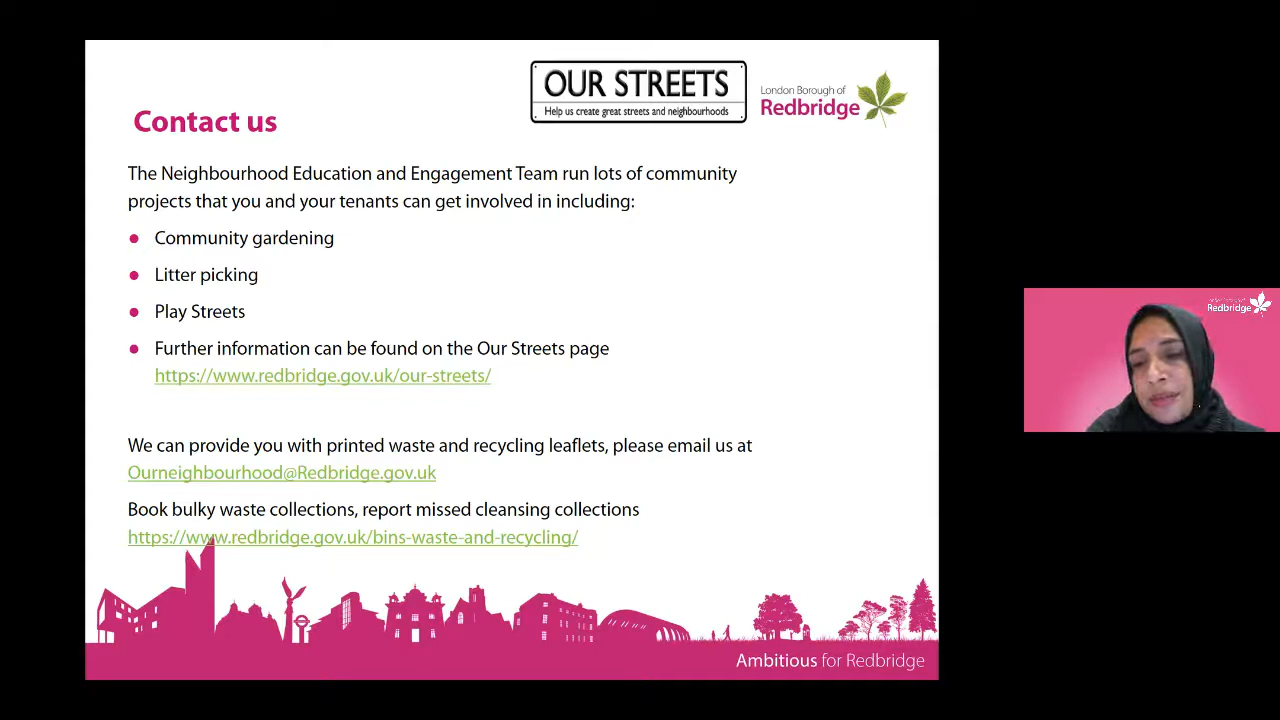 OUR STREETS
Help us create great streets and neighbourhoods
London Borough of
Redbridge
Contact us
The Neighbourhood Education and Engagement Team run lots of community
projects that you and your tenants can get involved in including:
Community gardening
Litter picking
Play Streets
Further information can be found on the Our Streets page
https://www.redbridge.gov.uk/our-streets/
We can provide you with printed waste and recycling leaflets, please email us at
Ourneighbourhood@Redbridge.gov.uk
Book bulky waste collections, report missed cleansing collections
https://www.redbridge.gov.uk/bins-waste-and-recycling/
Ambitious for Redbridge
Redbridge